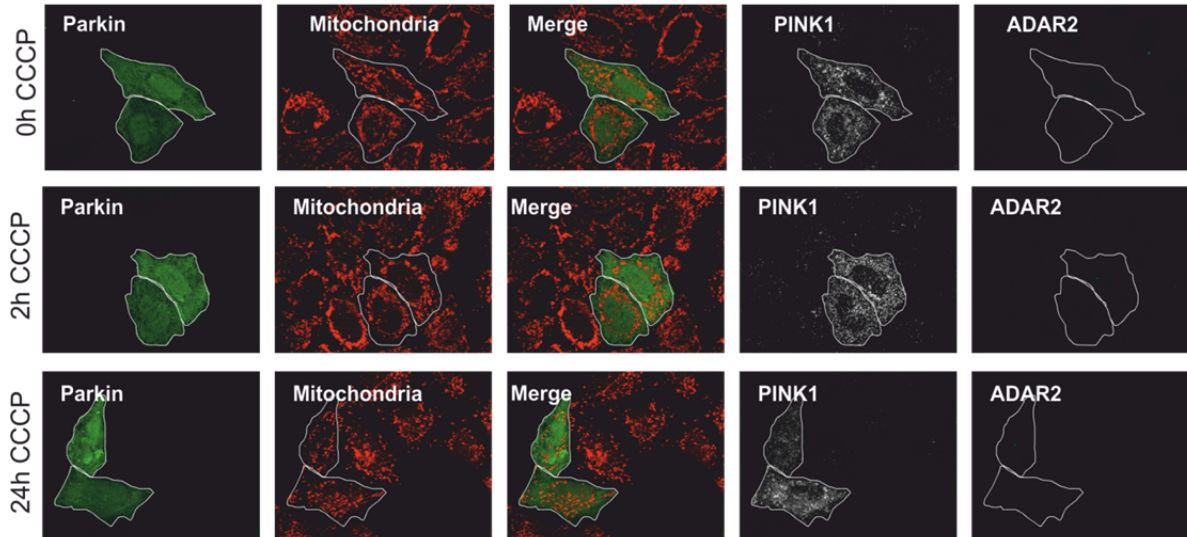 0h CCCP
Parkin
Mitochondria
Merge
PINK1
ADAR2
2h CCCP
Parkin
Mitochondria
Merge
PINK1
ADAR2
24h CCCP
Parkin
Mitochondria
Merge
PINK1
ADAR2